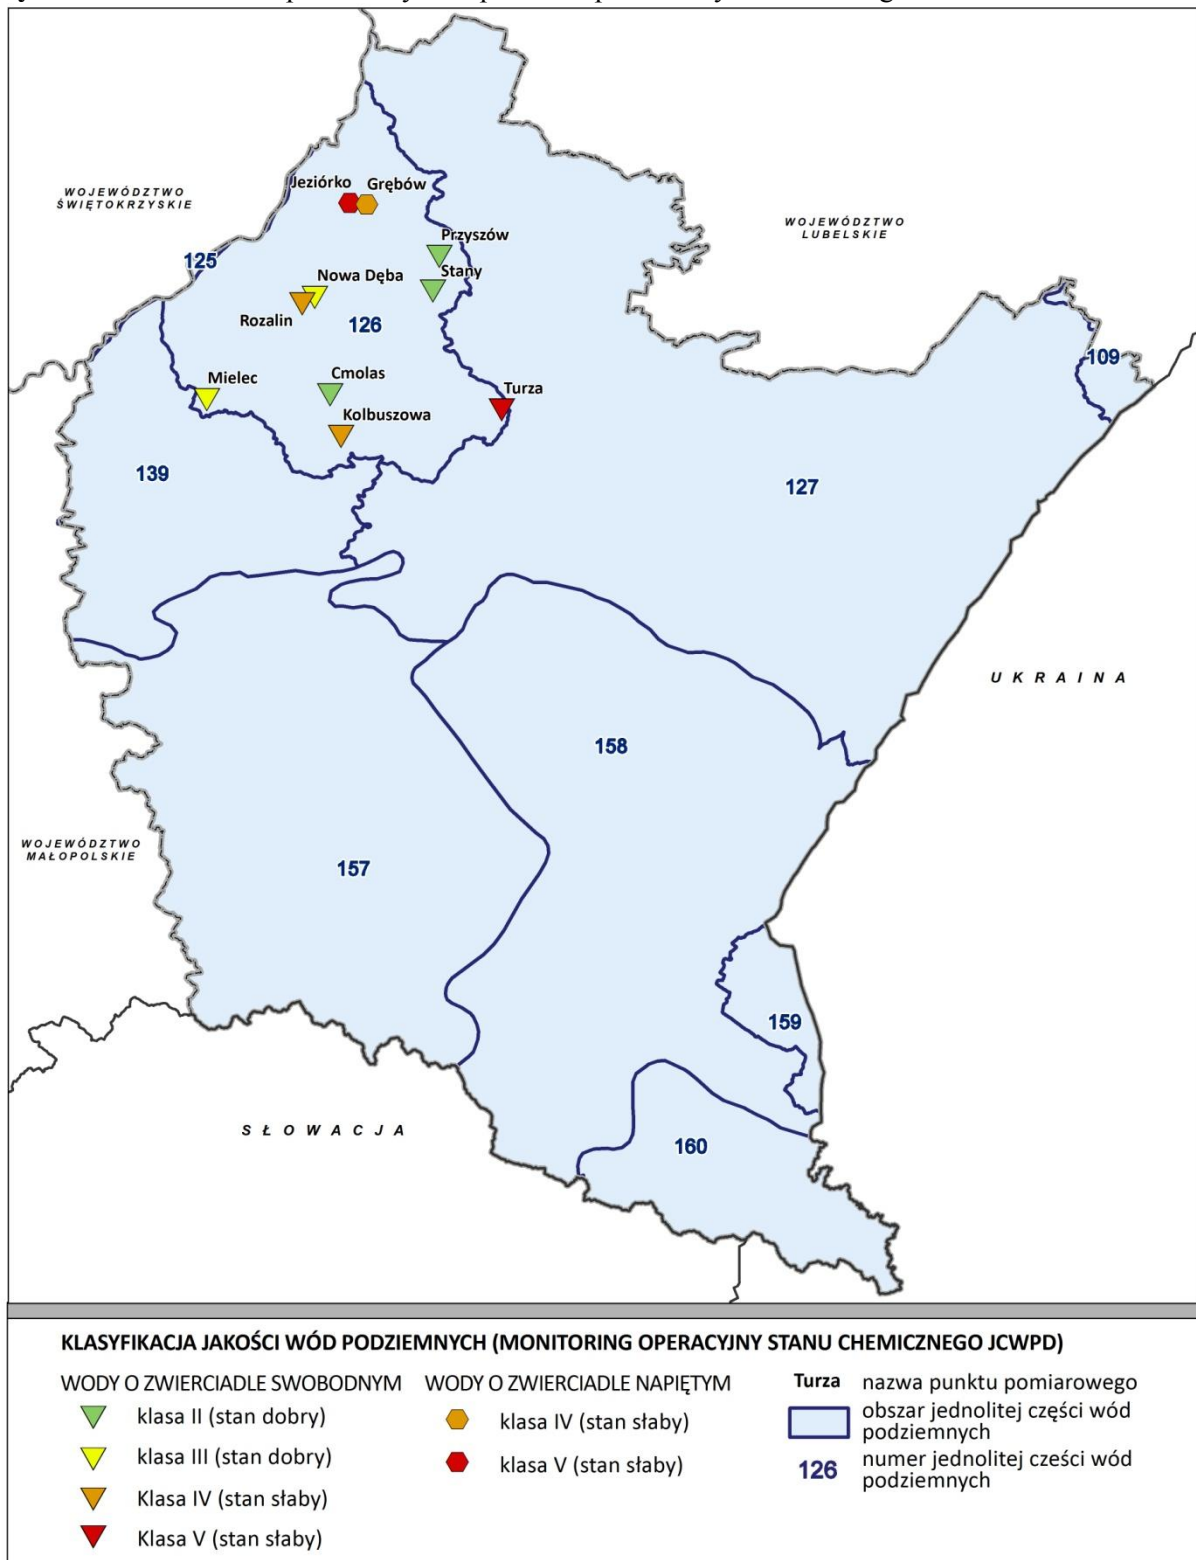 WOJEWÓDZTWO
ŚWIĘTOKRZYSKIE
Jeziórko
Grębów
WOJEWÓDZTWO
LUBELSKIE
Przyszów
125
Stany
Nowa Dęba
Rozalin
126
109
Mielec
Cmolas
Turza
Kolbuszowa
139
127
UKRAINA
158
WOJEWÓDZTWO
MAŁOPOLSKIE
157
159
SŁOWACJA
160
KLASYFIKACJA JAKOŚCI WÓD PODZIEMNYCH (MONITORING OPERACYJNY STANU CHEMICZNEGO JCWPD)
WODY O ZWIERCIADLE SWOBODNYM
klasa II (stan dobry)
klasa III (stan dobry)
Klasa IV (stan słaby)
Klasa V (stan słaby)
WODY O ZWIERCIADLE NAPIĘTYM
klasa IV (stan słaby)
klasa V (stan słaby)
Turza nazwa punktu pomiarowego
obszar jednolitej części wód
podziemnych
126 numer jednolitej cześci wód
podziemnych